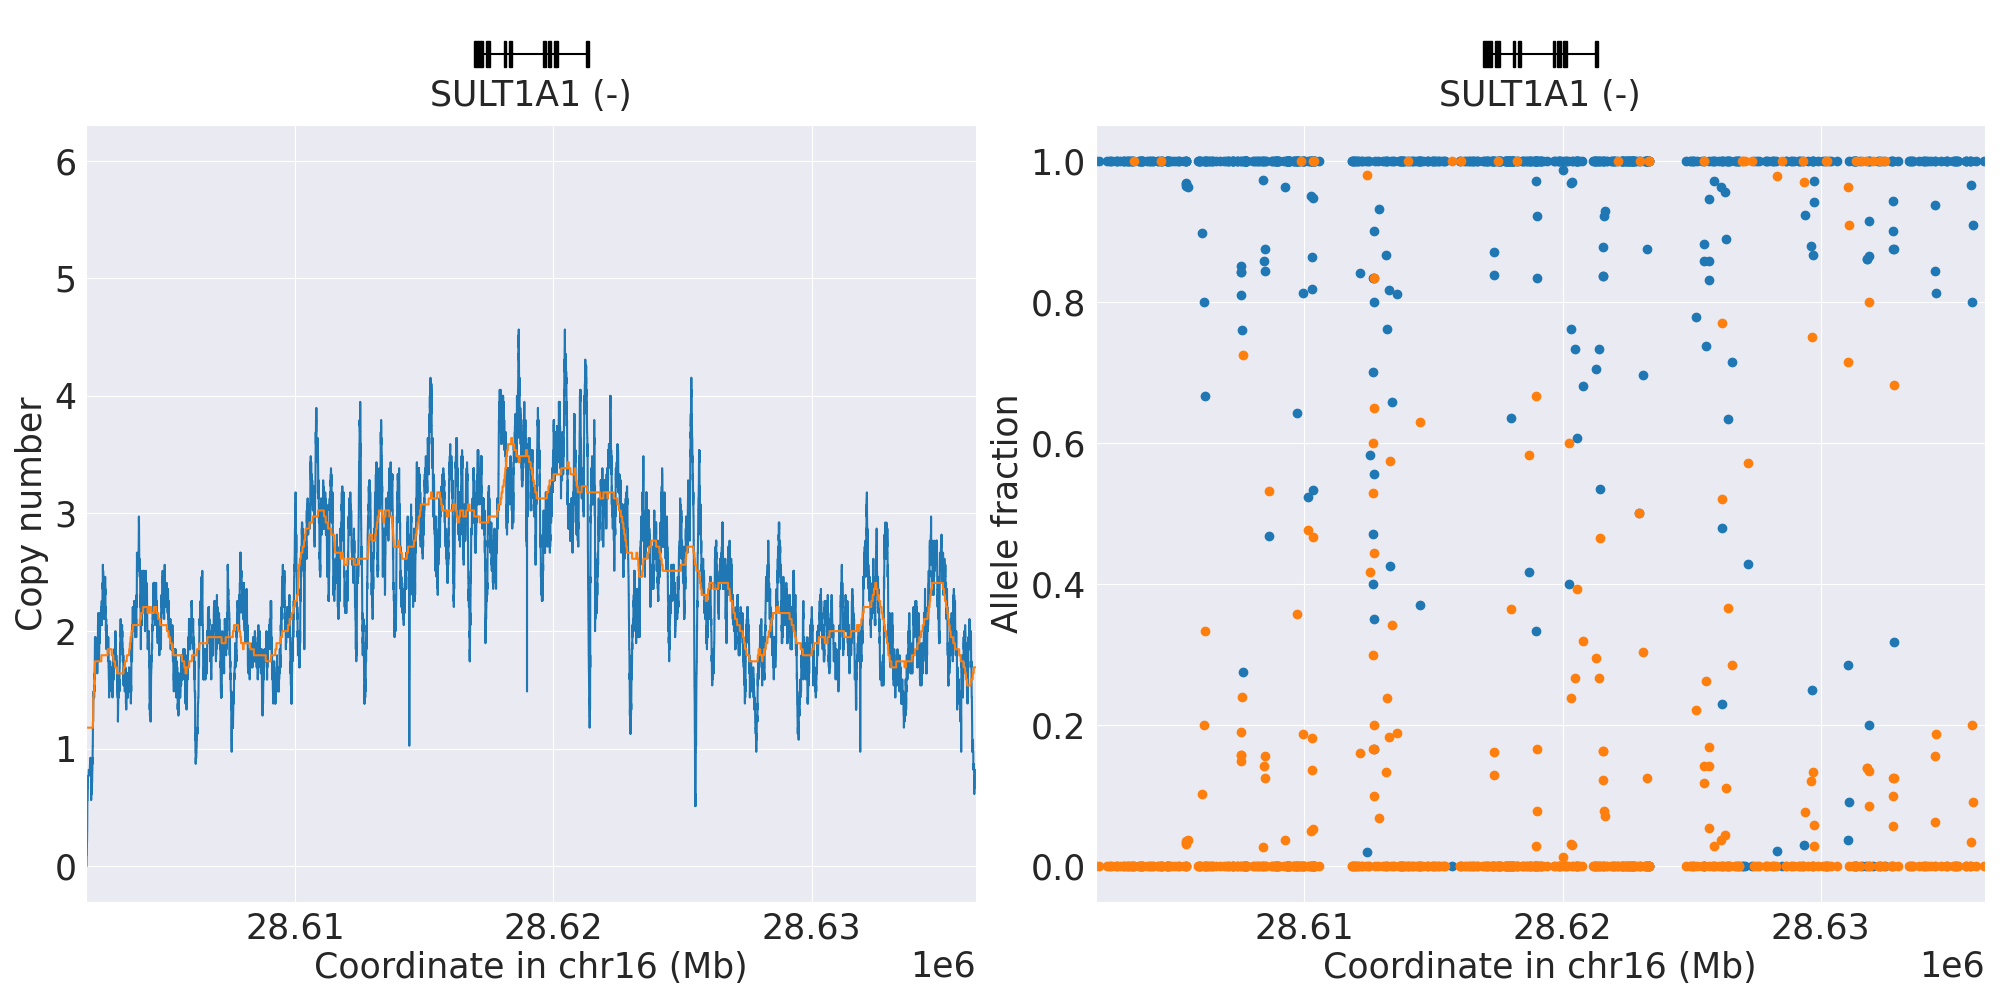 SULT1A1 (-)
6
5
4
3
2
1
0
Copy number
28.61
28.62
28.63
Coordinate in chr16 (Mb)
1e6
SULT1A1 (-)
1.0
0.8
0.6
0.4
0.2
0.0
Allele fraction
28.61
28.62
28.63
Coordinate in chr16 (Mb)
1e6